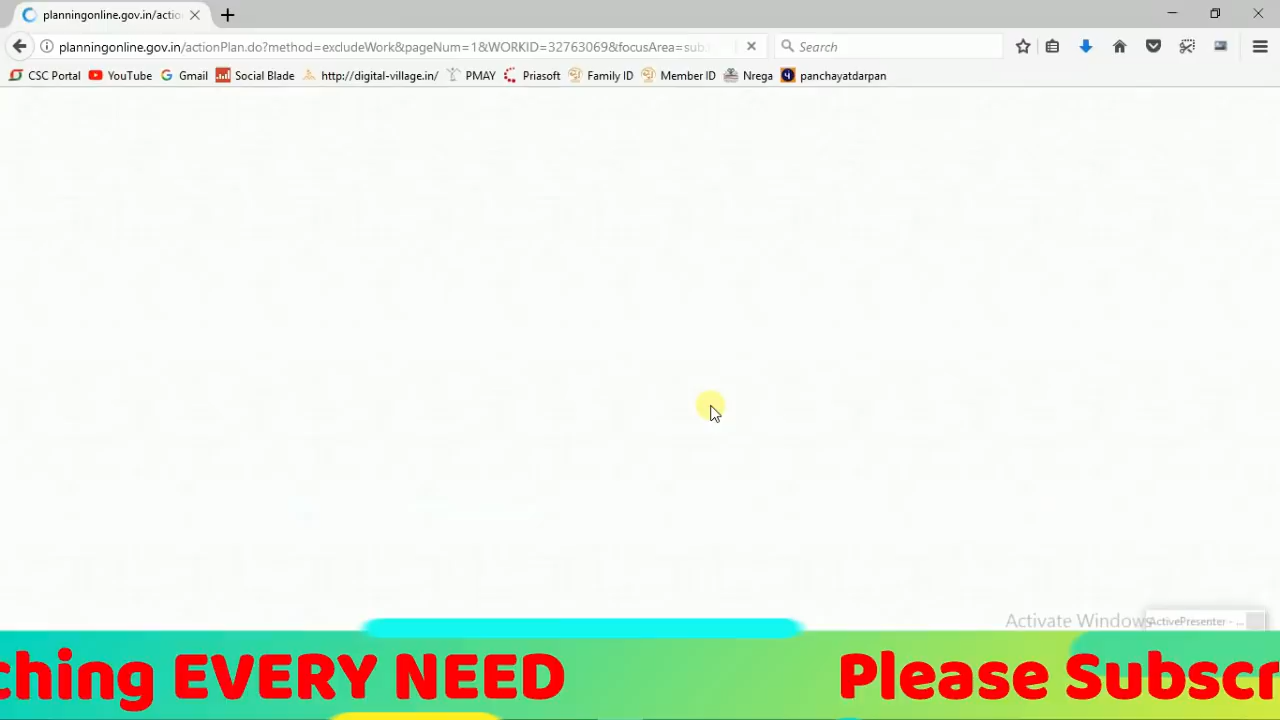 planningonline.gov.in/actio
planningonline.gov.in/actionPlan.do?method=excludeWork&pageNum=1&WORKID=32763069&focusArea=sub
Search
CSC Portal YouTube Gmail Social Blade http://digital-village.in/ PMAY Priasoft Family ID Member ID Nrega panchayatdarpan
Activate Windows
ActivePresenter - ...
ching EVERY NEED Please Subscr